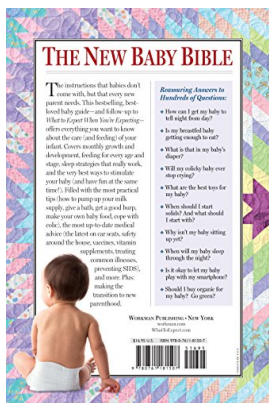 THE NEW BABY BIBLE
The instructions that babies don't
come with, but that every new
parent needs. This bestselling, best-
loved baby guide—and follow-up to
What to Expect When You're Expecting—
offers everything you want to know
about the care (and feeding) of your
infant. Covers monthly growth and
development, feeding for every age and
stage, sleep strategies that really work,
and the very best ways to stimulate
your baby (and have fun at the same
time!). Filled with the most practical
tips (how to pump up your milk
supply, give a bath, get a good burp,
make your own baby food, cope with
colic), the most up-to-date medical
advice (the latest on car seats, safety
around the house, vaccines, vitamin
supplements, treating
common illnesses,
preventing SIDS),
and more. Plus:
making the
transition to new
parenthood.
Reassuring Answers to
Hundreds of Questions:
• How can I get my baby to
tell night from day?
• Is my breastfed baby
getting enough to eat?
• What is that in my baby's
diaper?
• Will my colicky baby ever
stop crying?
• What are the best toys for
my baby?
• When should I start
solids? And what should
I start with?
• Why isn't my baby sitting
up yet?
• When will my baby sleep
through the night?
• Is it okay to let my baby
play with my smartphone?
• Should I buy organic for
my baby? Go green?
WORKMAN PUBLISHING • NEW YORK
workman.com
WhatToExpect.com